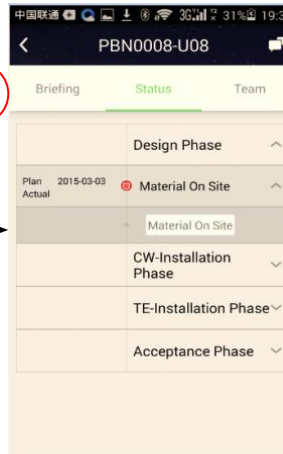 中国联通 3G 31% 19:3
PBN0008-U08
Briefing Status Team
Design Phase
Plan 2015-03-03 Material On Site
Actual
Material On Site
CW-Installation
Phase
TE-Installation Phase
Acceptance Phase